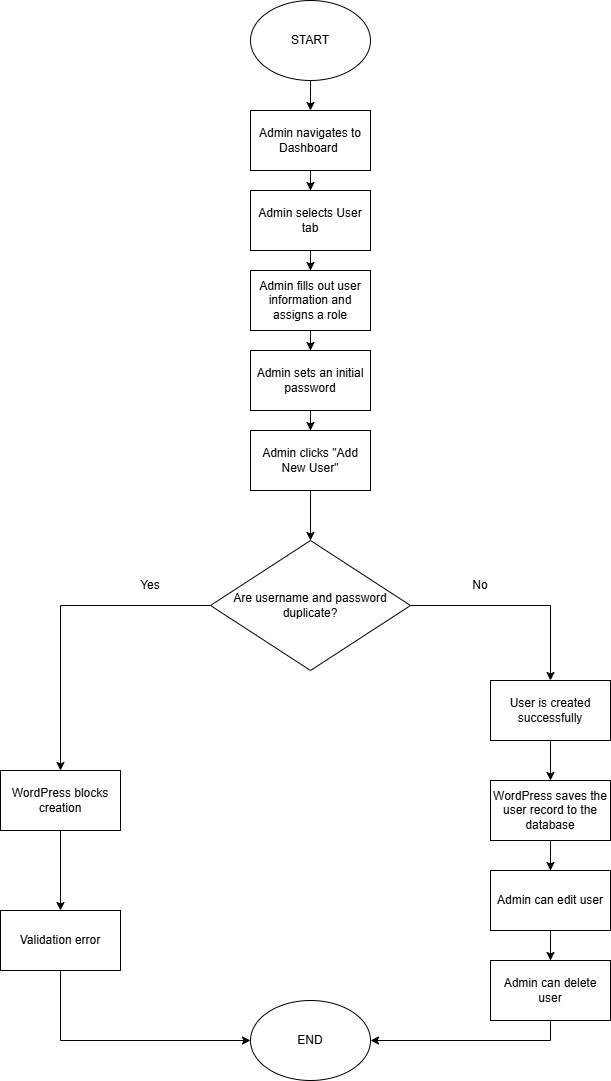 START
Admin navigates to
Dashboard
Admin selects User
tab
Admin fills out user
information and
assigns a role
Admin sets an initial
password
Admin clicks "Add
New User"
Are username and password
duplicate?
Yes
No
User is created
successfully
WordPress blocks
creation
WordPress saves the
user record to the
database
Admin can edit user
Validation error
Admin can delete
user
END